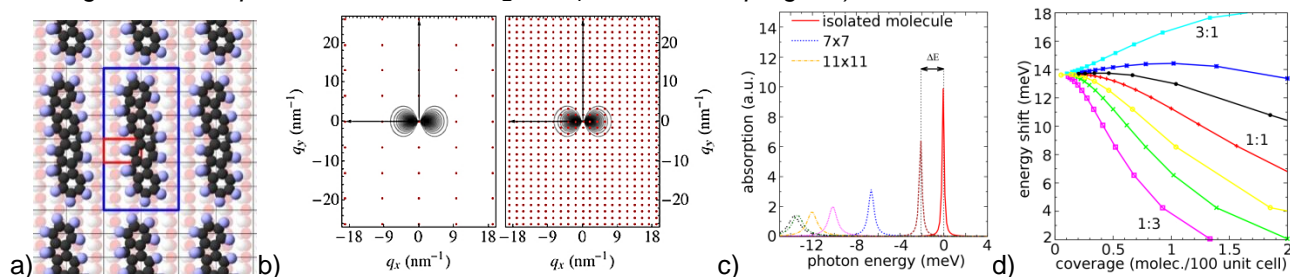 a)
b)
20
10
0
−10
−20
q_y (nm⁻¹)
−18 −9 0 9 18
q_x (nm⁻¹)
20
10
0
−10
−20
q_y (nm⁻¹)
−18 −9 0 9 18
q_x (nm⁻¹)
c)
absorption (a.u.)
14
12
10
8
6
4
2
0
isolated molecule
7x7
11x11
ΔE
-12 -8 -4 0 4
photon energy (meV)
d)
energy shift (meV)
18
16
14
12
10
8
6
4
2
3:1
1:1
1:3
0 0.5 1 1.5 2
coverage (molec./100 unit cell)